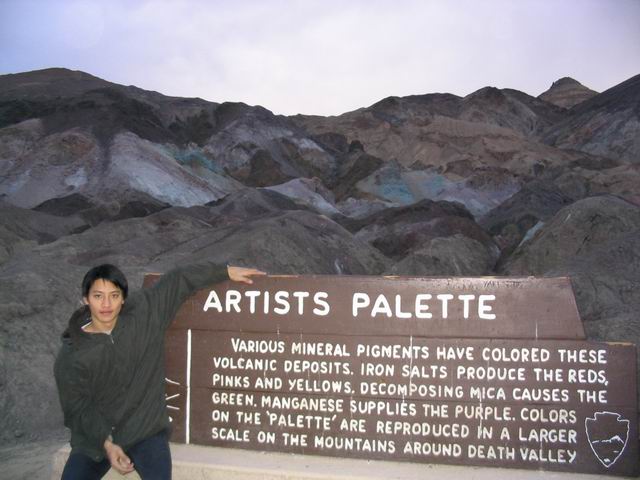 ARTISTS PALETTE
VARIOUS MINERAL PIGMENTS HAVE COLORED THESE
VOLCANIC DEPOSITS. IRON SALTS PRODUCE THE REDS,
PINKS AND YELLOWS. DECOMPOSING MICA CAUSES THE
GREEN. MANGANESE SUPPLIES THE PURPLE. COLORS
ON THE 'PALETTE' ARE REPRODUCED IN A LARGER
SCALE ON THE MOUNTAINS AROUND DEATH VALLEY